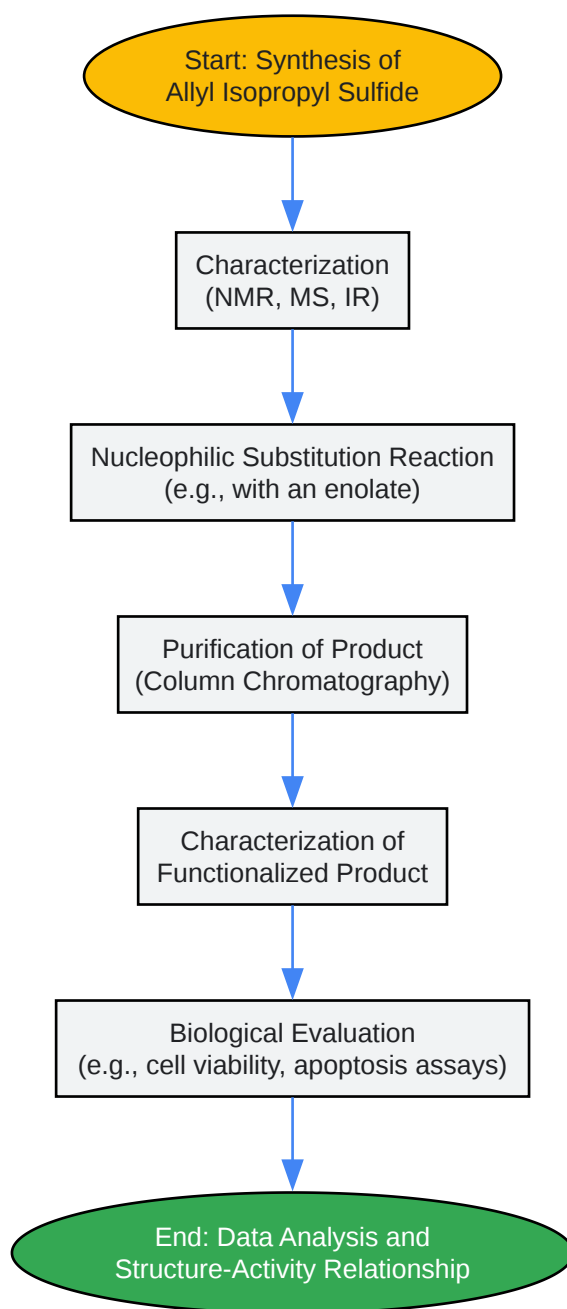 Start: Synthesis of
Allyl Isopropyl Sulfide
Characterization
(NMR, MS, IR)
Nucleophilic Substitution Reaction
(e.g., with an enolate)
Purification of Product
(Column Chromatography)
Characterization of
Functionalized Product
Biological Evaluation
(e.g., cell viability, apoptosis assays)
End: Data Analysis and
Structure-Activity Relationship